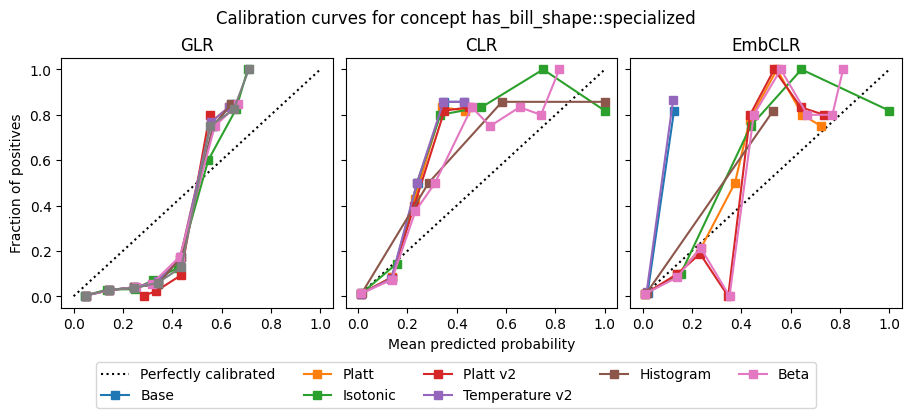 Calibration curves for concept has_bill_shape::specialized
GLR
CLR
EmbCLR
Fraction of positives
1.0
0.8
0.6
0.4
0.2
0.0
0.0 0.2 0.4 0.6 0.8 1.0
0.0 0.2 0.4 0.6 0.8 1.0
0.0 0.2 0.4 0.6 0.8 1.0
Mean predicted probability
Perfectly calibrated
Base
Platt
Isotonic
Platt v2
Temperature v2
Histogram
Beta